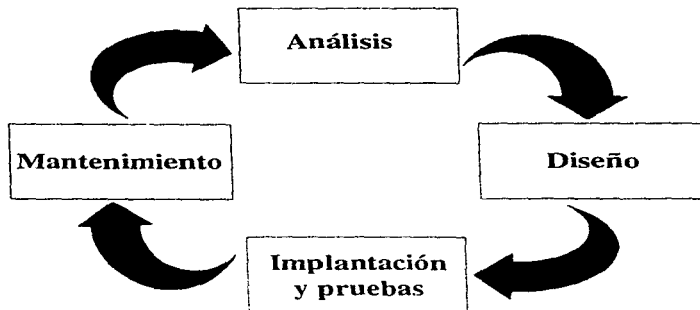 Análisis
Mantenimiento
Diseño
Implantación
y pruebas